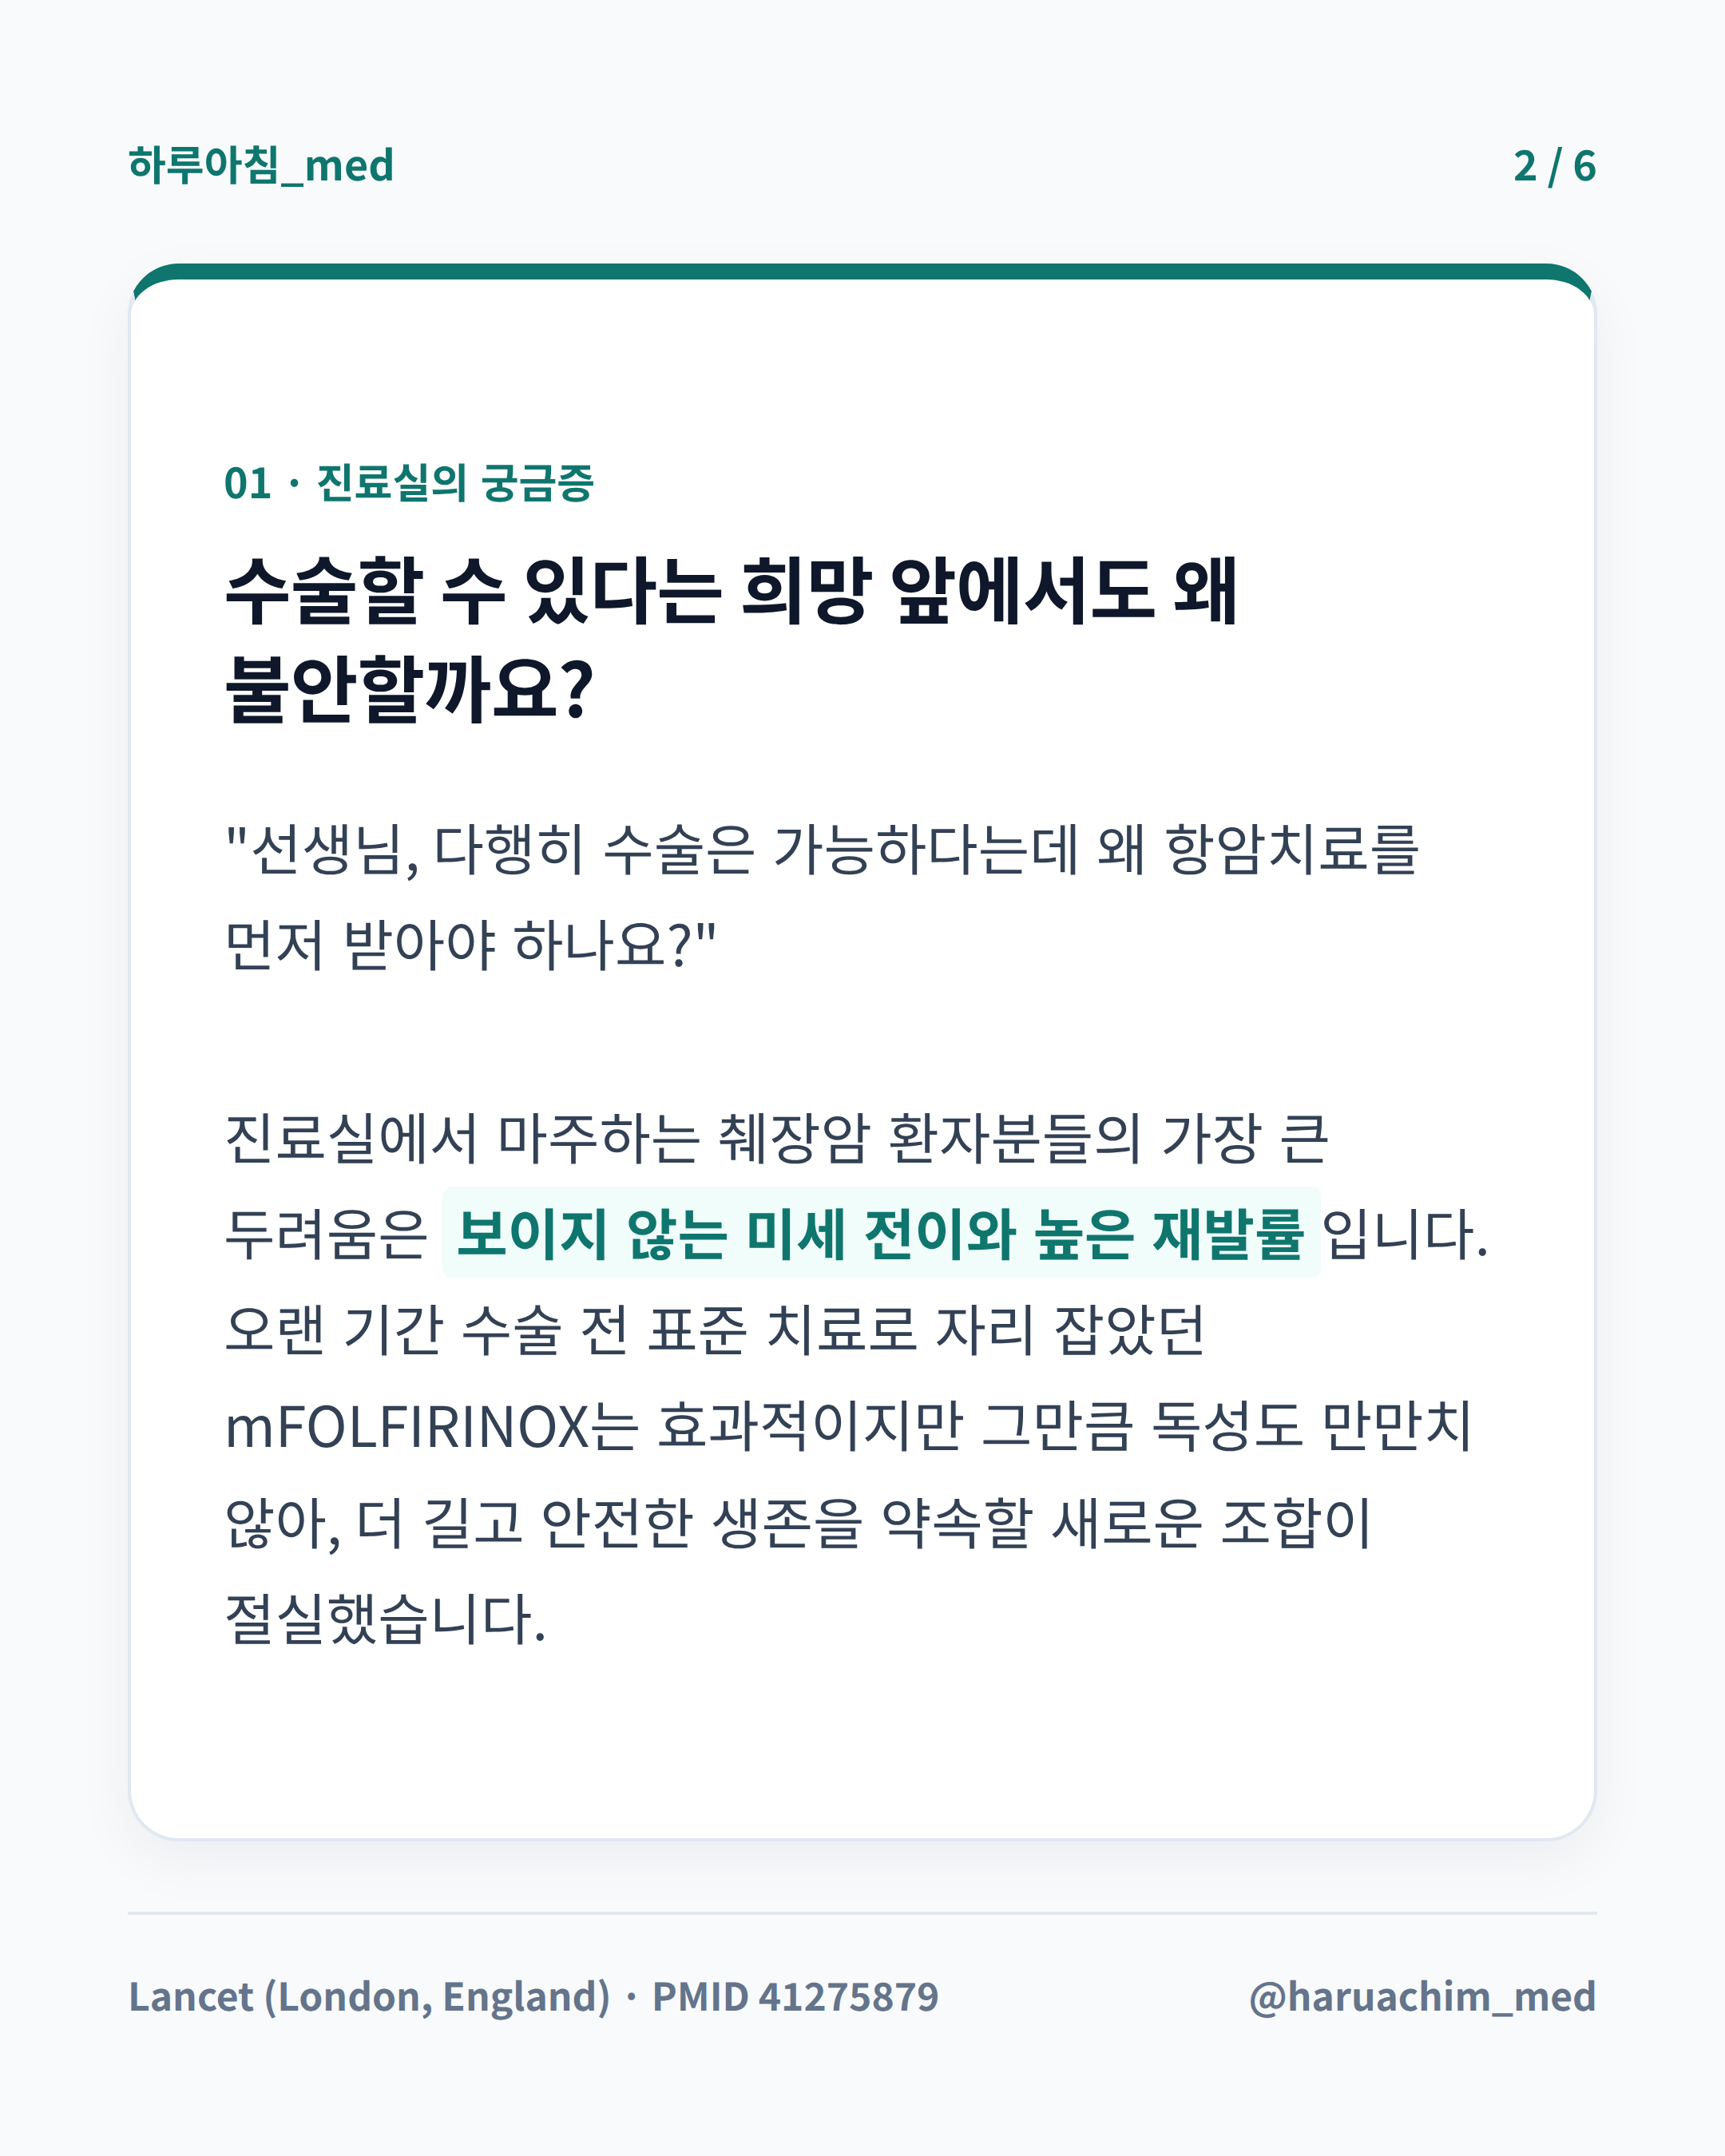 하루아침_med
2 / 6
01 · 진료실의 궁금증
수술할 수 있다는 희망 앞에서도 왜
불안할까요?
"선생님, 다행히 수술은 가능하다는데 왜 항암치료를
먼저 받아야 하나요?"
진료실에서 마주하는 췌장암 환자분들의 가장 큰
두려움은 보이지 않는 미세 전이와 높은 재발률입니다.
오랜 기간 수술 전 표준 치료로 자리 잡았던
mFOLFIRINOX는 효과적이지만 그만큼 독성도 만만치
않아, 더 길고 안전한 생존을 약속할 새로운 조합이
절실했습니다.
Lancet (London, England) · PMID 41275879
@haruachim_med